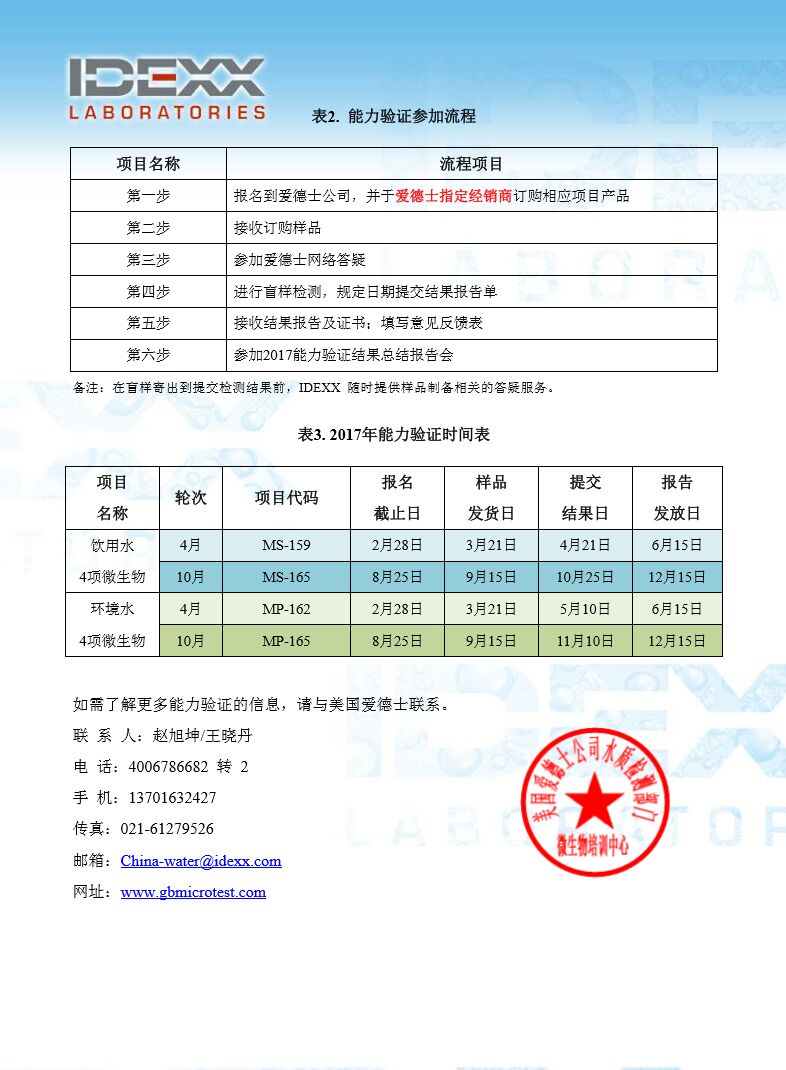 IDEXX
LABORATORIES
表2. 能力验证参加流程
项目名称 流程项目
第一步 报名到爱德士公司，并于爱德士指定经销商订购相应项目产品
第二步 接收订购样品
第三步 参加爱德士网络答疑
第四步 进行盲样检测，规定日期提交结果报告单
第五步 接收结果报告及证书；填写意见反馈表
第六步 参加2017能力验证结果总结报告会
备注：在盲样寄出到提交检测结果前，IDEXX 随时提供样品制备相关的答疑服务。
表3. 2017年能力验证时间表
项目名称 轮次 项目代码 报名截止日 样品发货日 提交结果日 报告发放日
饮用水 4月 MS-159 2月28日 3月21日 4月21日 6月15日
4项微生物 10月 MS-165 8月25日 9月15日 10月25日 12月15日
环境水 4月 MP-162 2月28日 3月21日 5月10日 6月15日
4项微生物 10月 MP-165 8月25日 9月15日 11月10日 12月15日
如需了解更多能力验证的信息，请与美国爱德士联系。
联 系 人：赵旭坤/王晓丹
电 话：4006786682 转 2
手 机：13701632427
传真：021-61279526
邮箱：China-water@idexx.com
网址：www.gbmicrotest.com
美国爱德士公司水质检测部门
微生物培训中心